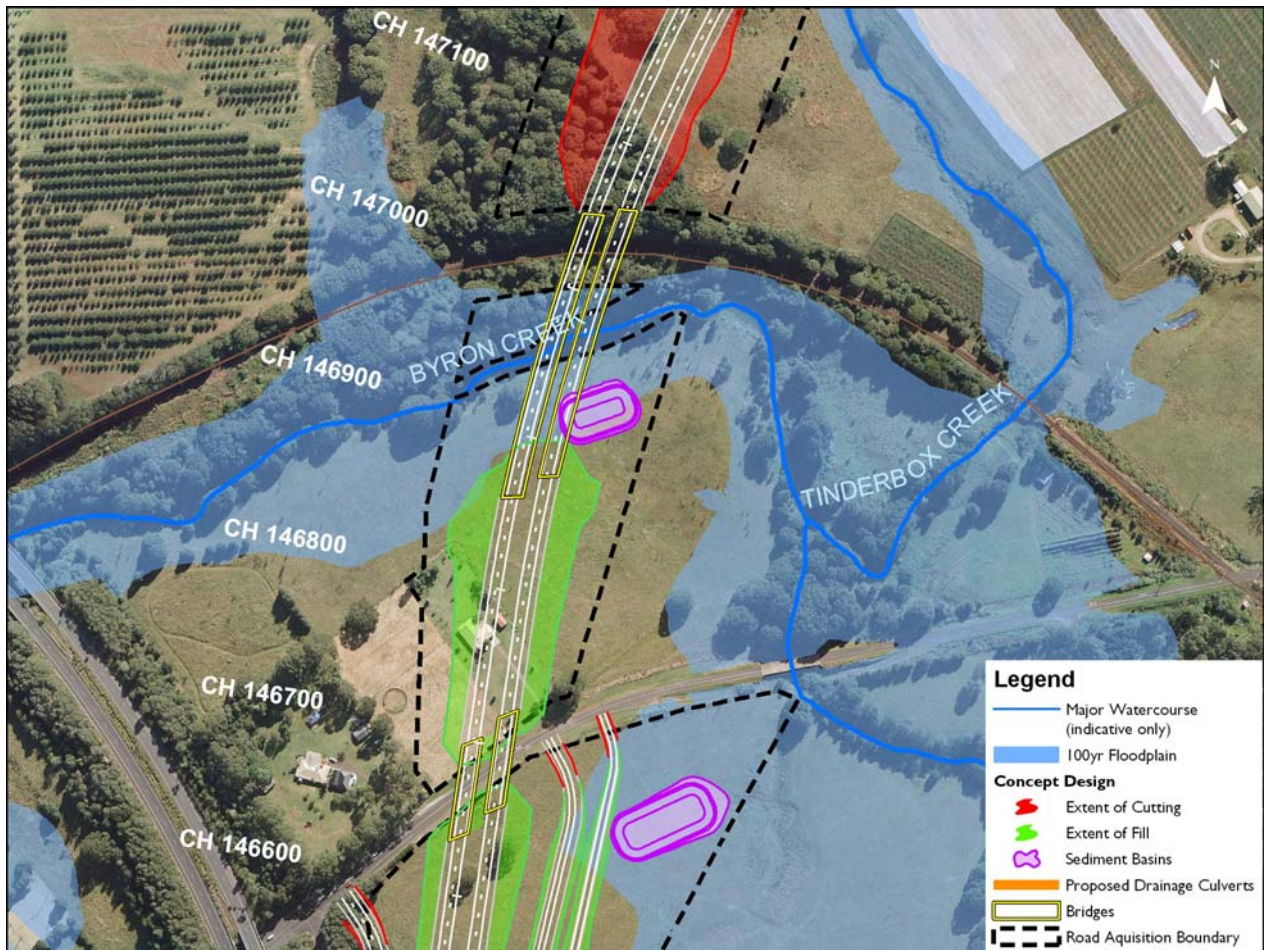 CH 147100
N
CH 147000
BYRON CREEK
CH 146900
TINDERBOX CREEK
CH 146800
CH 146700
CH 146600
Legend
Major Watercourse
(indicative only)
100yr Floodplain
Concept Design
Extent of Cutting
Extent of Fill
Sediment Basins
Proposed Drainage Culverts
Bridges
Road Aquisition Boundary